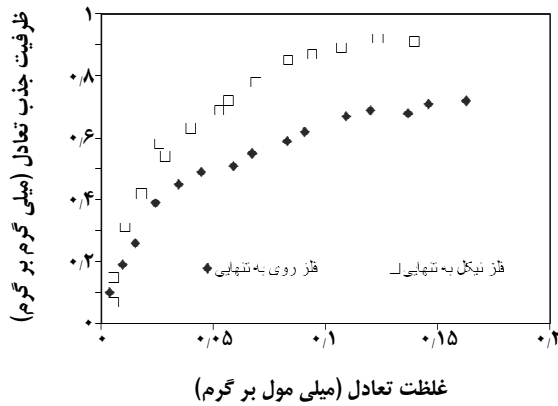 ظرفیت جذب تعادل (میلی گرم بر گرم)
۱
۰/۸
۰/۶
۰/۴
۰/۲
۰
فلز روی به تنهایی
فلز نیکل به تنهایی
۰
۰/۰۵
۰/۱
۰/۱۵
۰/۲
غلظت تعادل (میلی مول بر گرم)